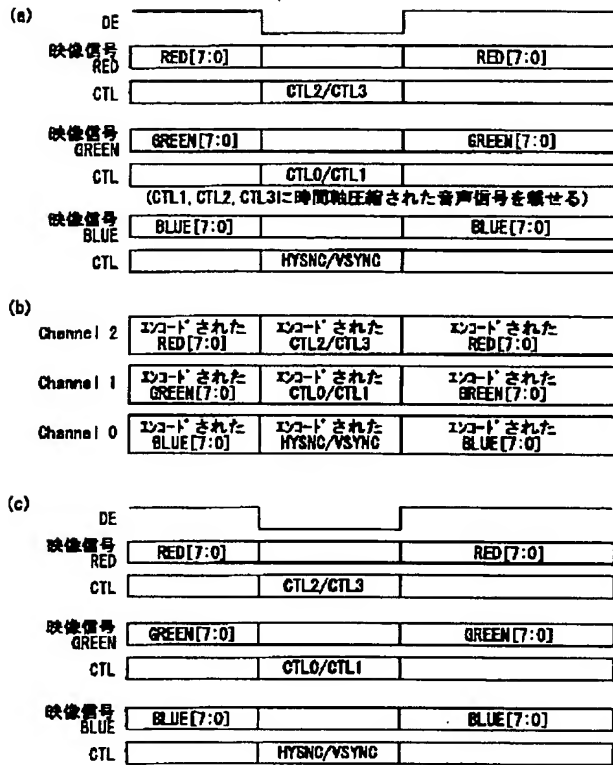 (a)
DE
映像信号 RED RED[7:0] RED[7:0]
CTL CTL2/CTL3
映像信号 GREEN GREEN[7:0] GREEN[7:0]
CTL CTL0/CTL1
(CTL1, CTL2, CTL3に時間軸圧縮された音声信号を載せる)
映像信号 BLUE BLUE[7:0] BLUE[7:0]
CTL HYSNC/VSYNC
(b)
Channel 2 エンコードされた RED[7:0] エンコードされた CTL2/CTL3 エンコードされた RED[7:0]
Channel 1 エンコードされた GREEN[7:0] エンコードされた CTL0/CTL1 エンコードされた GREEN[7:0]
Channel 0 エンコードされた BLUE[7:0] エンコードされた HYSNC/VSYNC エンコードされた BLUE[7:0]
(c)
DE
映像信号 RED RED[7:0] RED[7:0]
CTL CTL2/CTL3
映像信号 GREEN GREEN[7:0] GREEN[7:0]
CTL CTL0/CTL1
映像信号 BLUE BLUE[7:0] BLUE[7:0]
CTL HYSNC/VSYNC